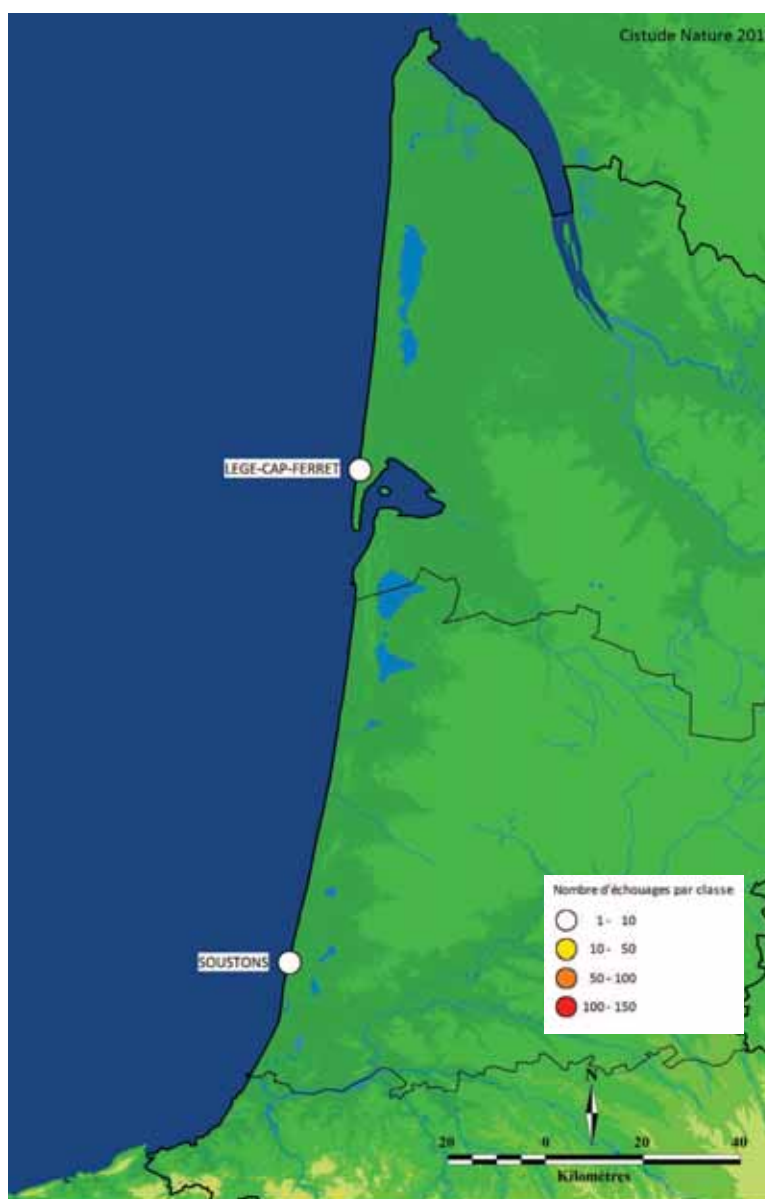 Cistude Nature 201
LEGE-CAP-FERRET
SOUSTONS
Nombre d'échouages par classe
1 - 10
10 - 50
50 - 100
100 - 150
N
20 0 20 40
Kilomètres